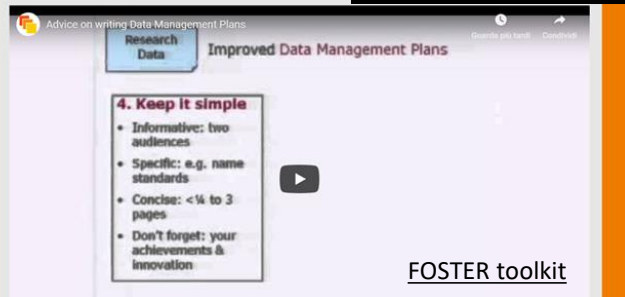 Advice on writing Data Management Plans
Guarda più tardi
Condividi
Research
Data
Improved Data Management Plans
4. Keep it simple
• Informative: two
audiences
• Specific: e.g. name
standards
• Concise: <¼ to 3
pages
• Don't forget: your
achievements &
innovation
FOSTER toolkit